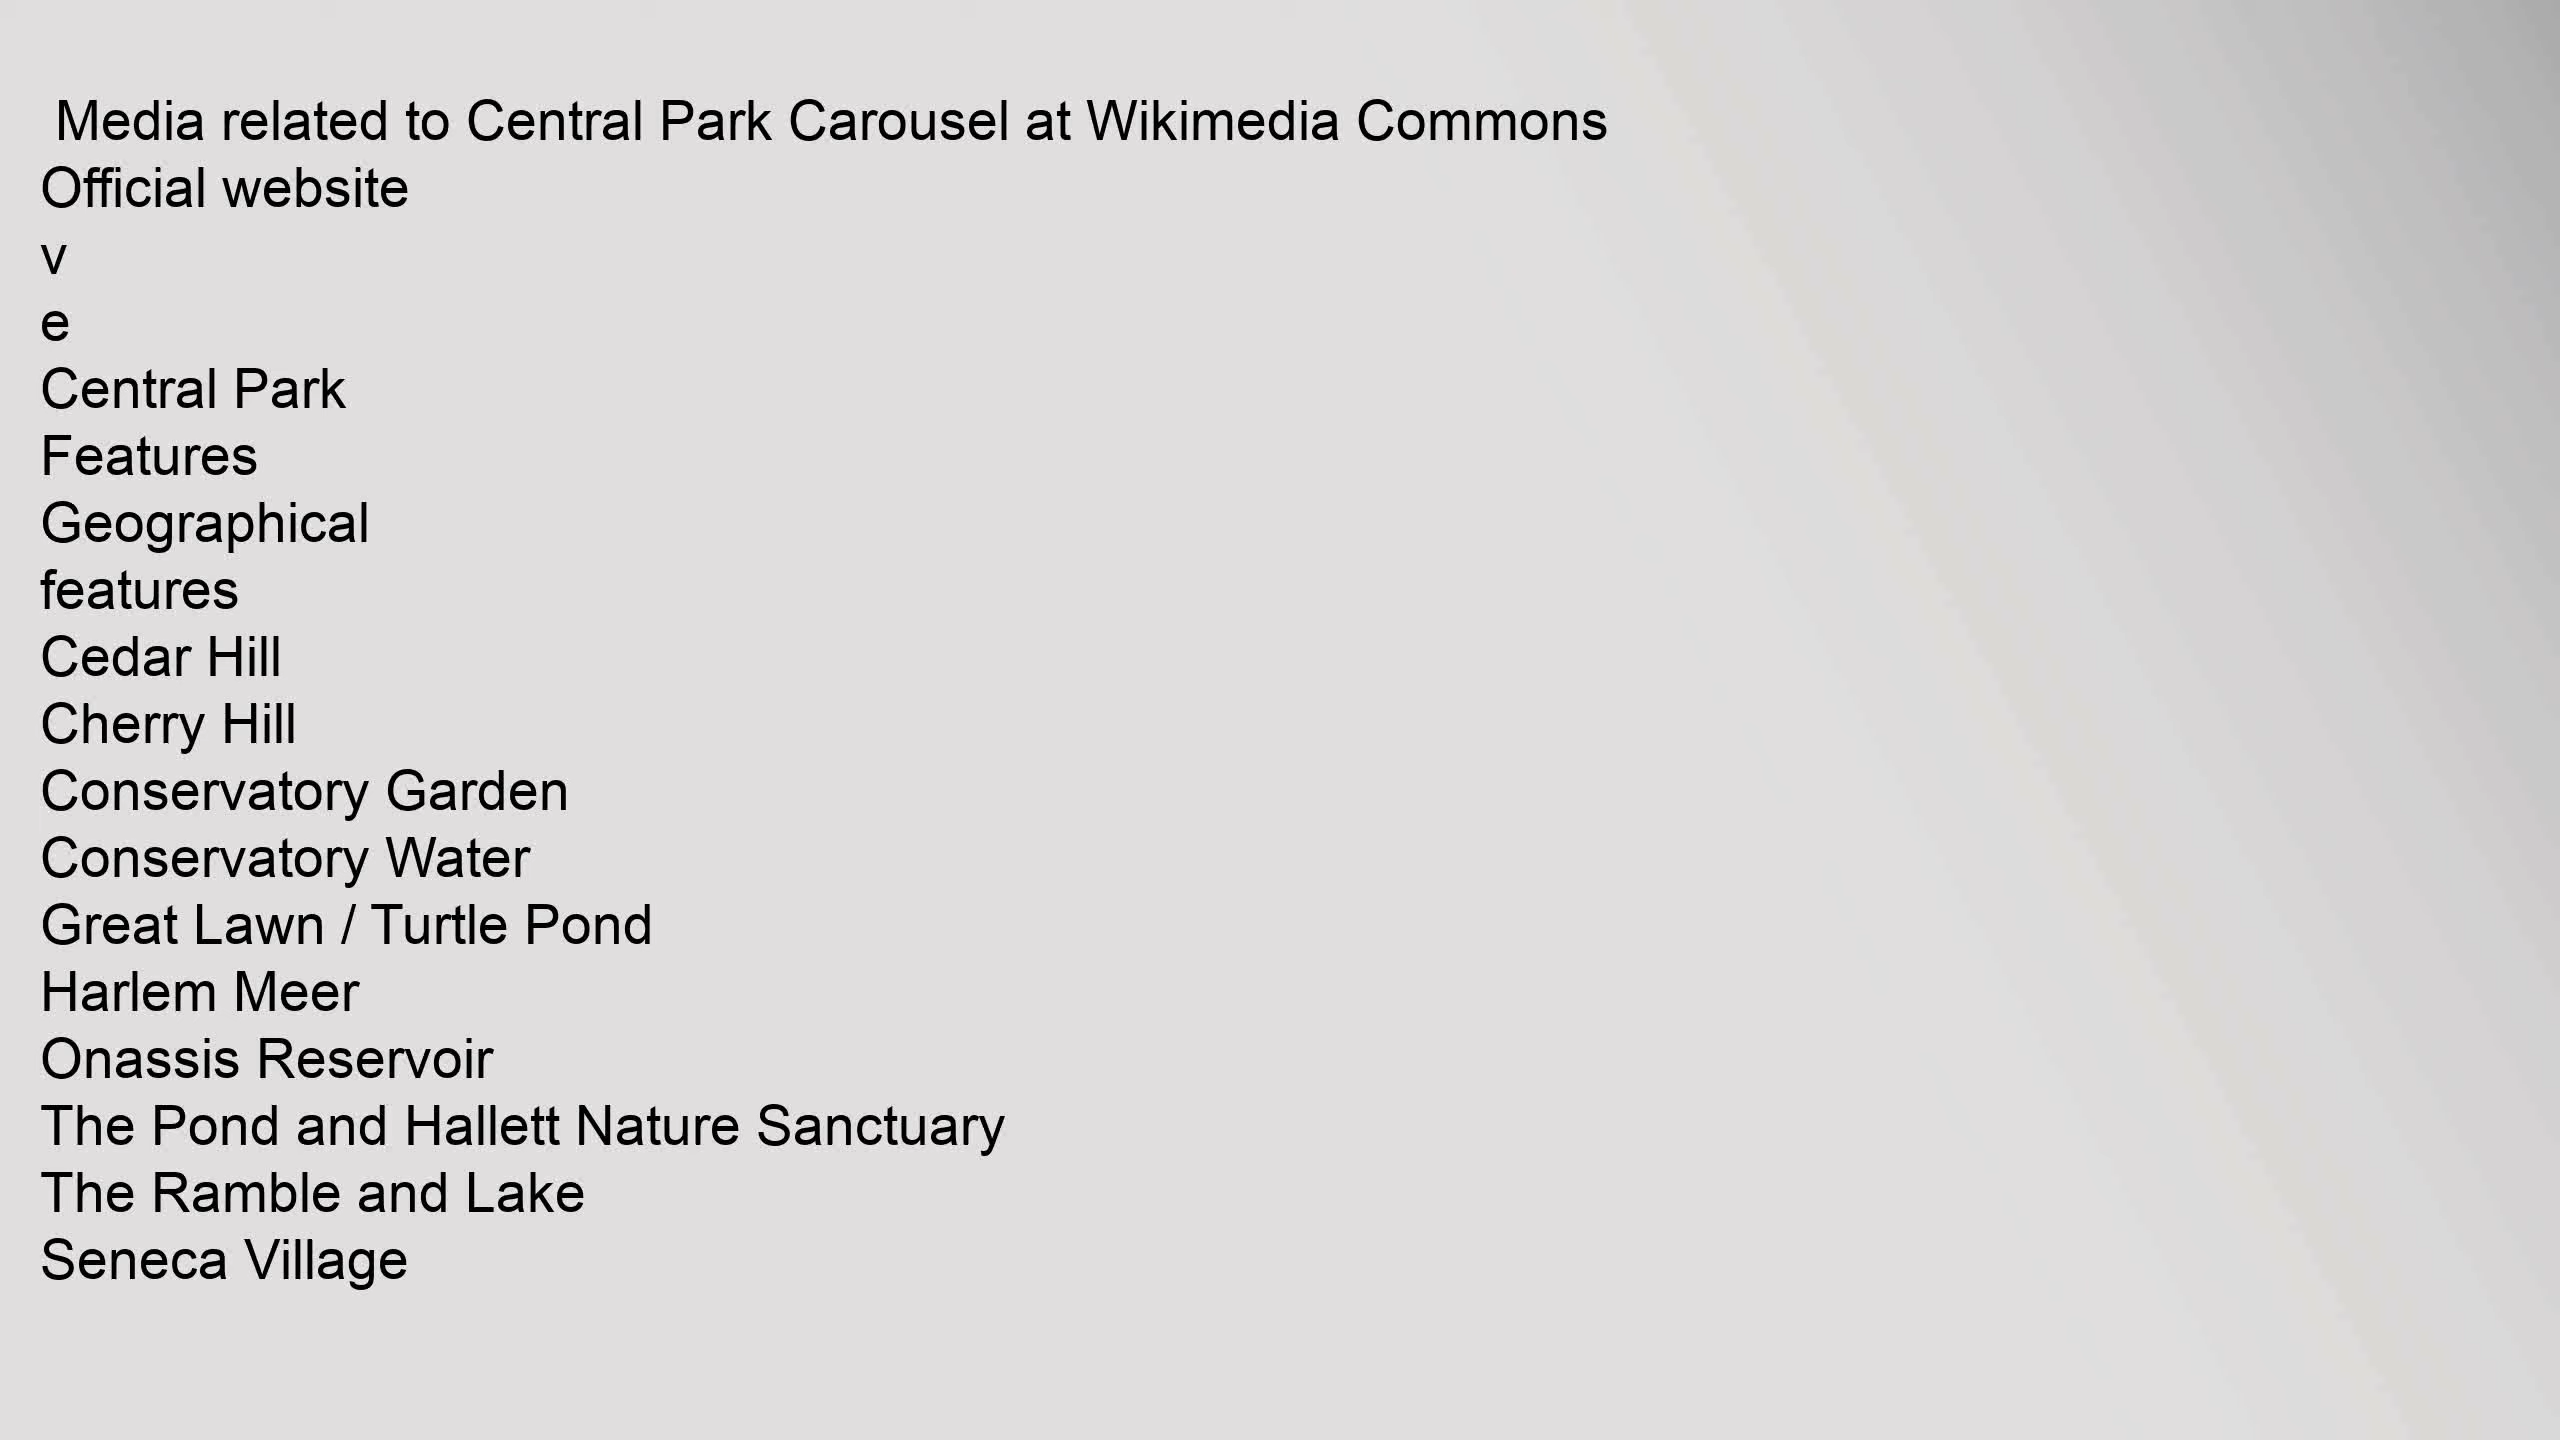 Media related to Central Park Carousel at Wikimedia Commons
Official website
v
e
Central Park
Features
Geographical
features
Cedar Hill
Cherry Hill
Conservatory Garden
Conservatory Water
Great Lawn / Turtle Pond
Harlem Meer
Onassis Reservoir
The Pond and Hallett Nature Sanctuary
The Ramble and Lake
Seneca Village